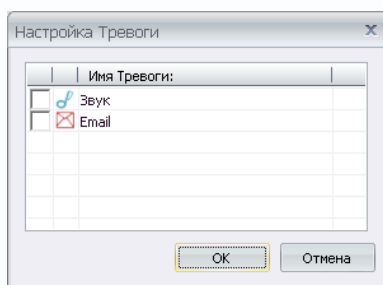 Настройка Тревоги
Имя Тревоги:
Звук
Email
OK
Отмена